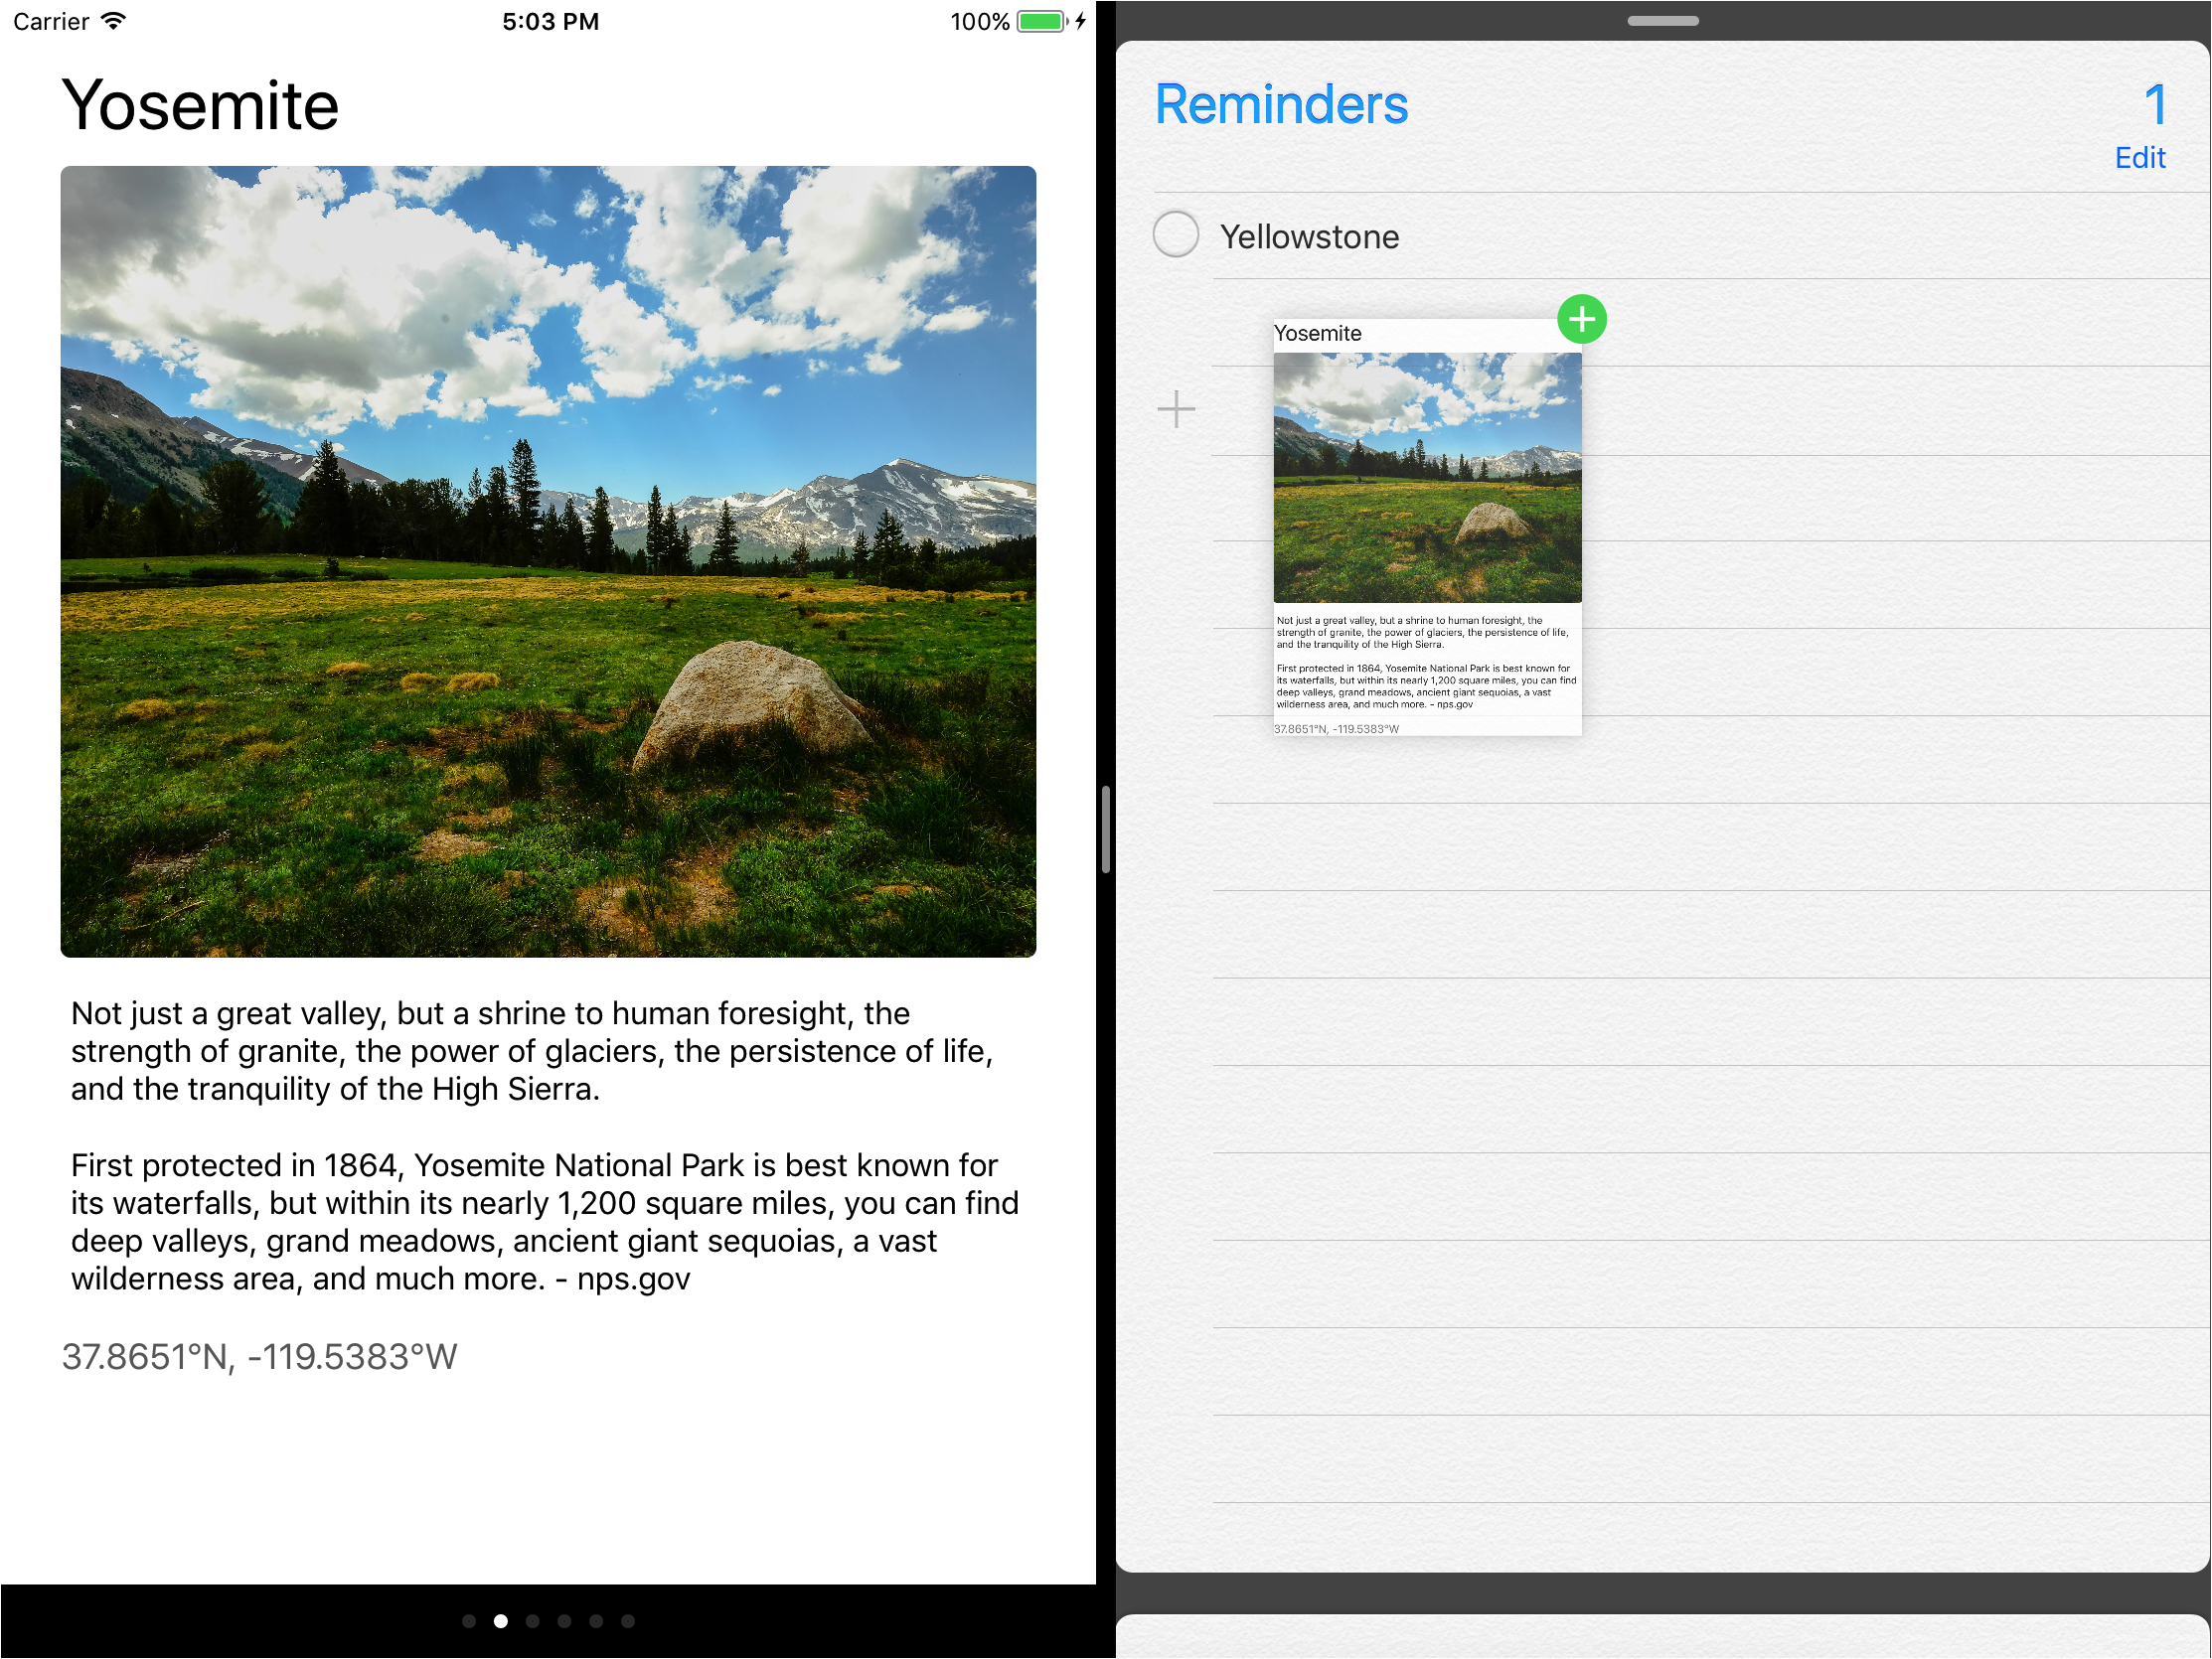 Carrier
5:03 PM
100%
Yosemite
Not just a great valley, but a shrine to human foresight, the
strength of granite, the power of glaciers, the persistence of life,
and the tranquility of the High Sierra.
First protected in 1864, Yosemite National Park is best known for
its waterfalls, but within its nearly 1,200 square miles, you can find
deep valleys, grand meadows, ancient giant sequoias, a vast
wilderness area, and much more. - nps.gov
37.8651°N, -119.5383°W
Reminders
1
Edit
Yellowstone
Yosemite
Not just a great valley, but a shrine to human foresight, the
strength of granite, the power of glaciers, the persistence of life,
and the tranquility of the High Sierra.
First protected in 1864, Yosemite National Park is best known for
its waterfalls, but within its nearly 1,200 square miles, you can find
deep valleys, grand meadows, ancient giant sequoias, a vast
wilderness area, and much more. - nps.gov
37.8651°N, -119.5383°W